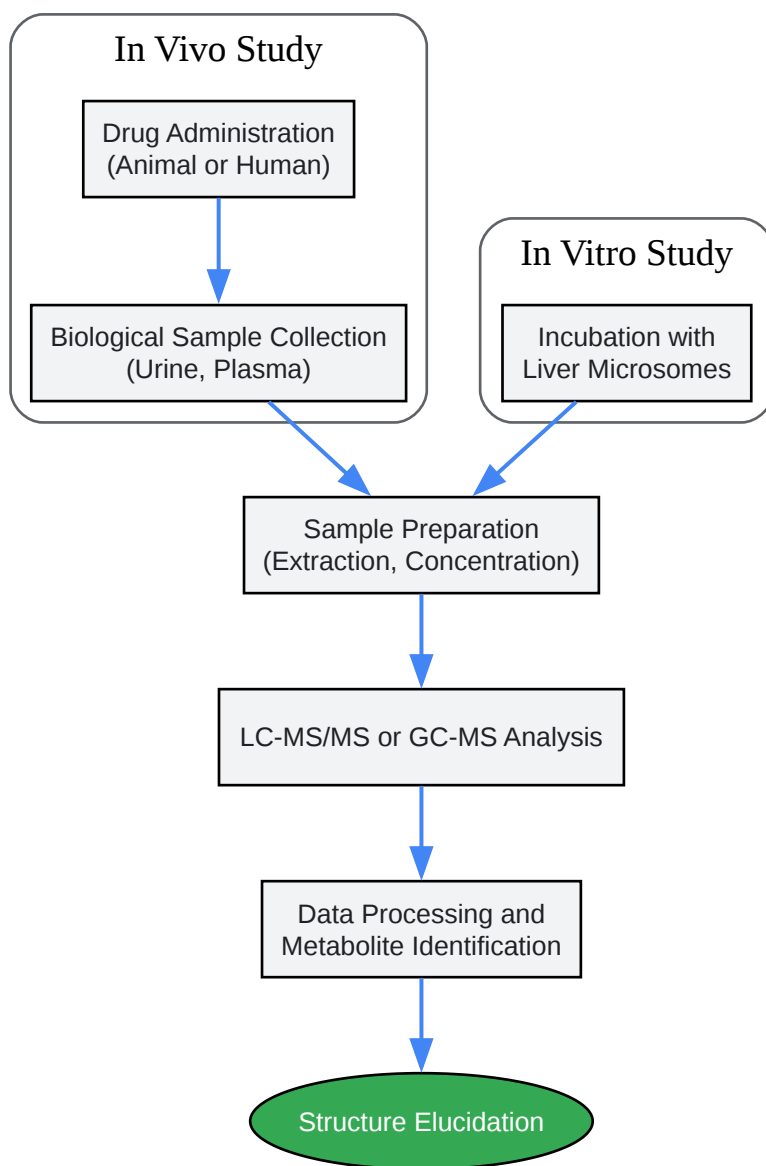 In Vivo Study
Drug Administration
(Animal or Human)
Biological Sample Collection
(Urine, Plasma)
In Vitro Study
Incubation with
Liver Microsomes
Sample Preparation
(Extraction, Concentration)
LC-MS/MS or GC-MS Analysis
Data Processing and
Metabolite Identification
Structure Elucidation